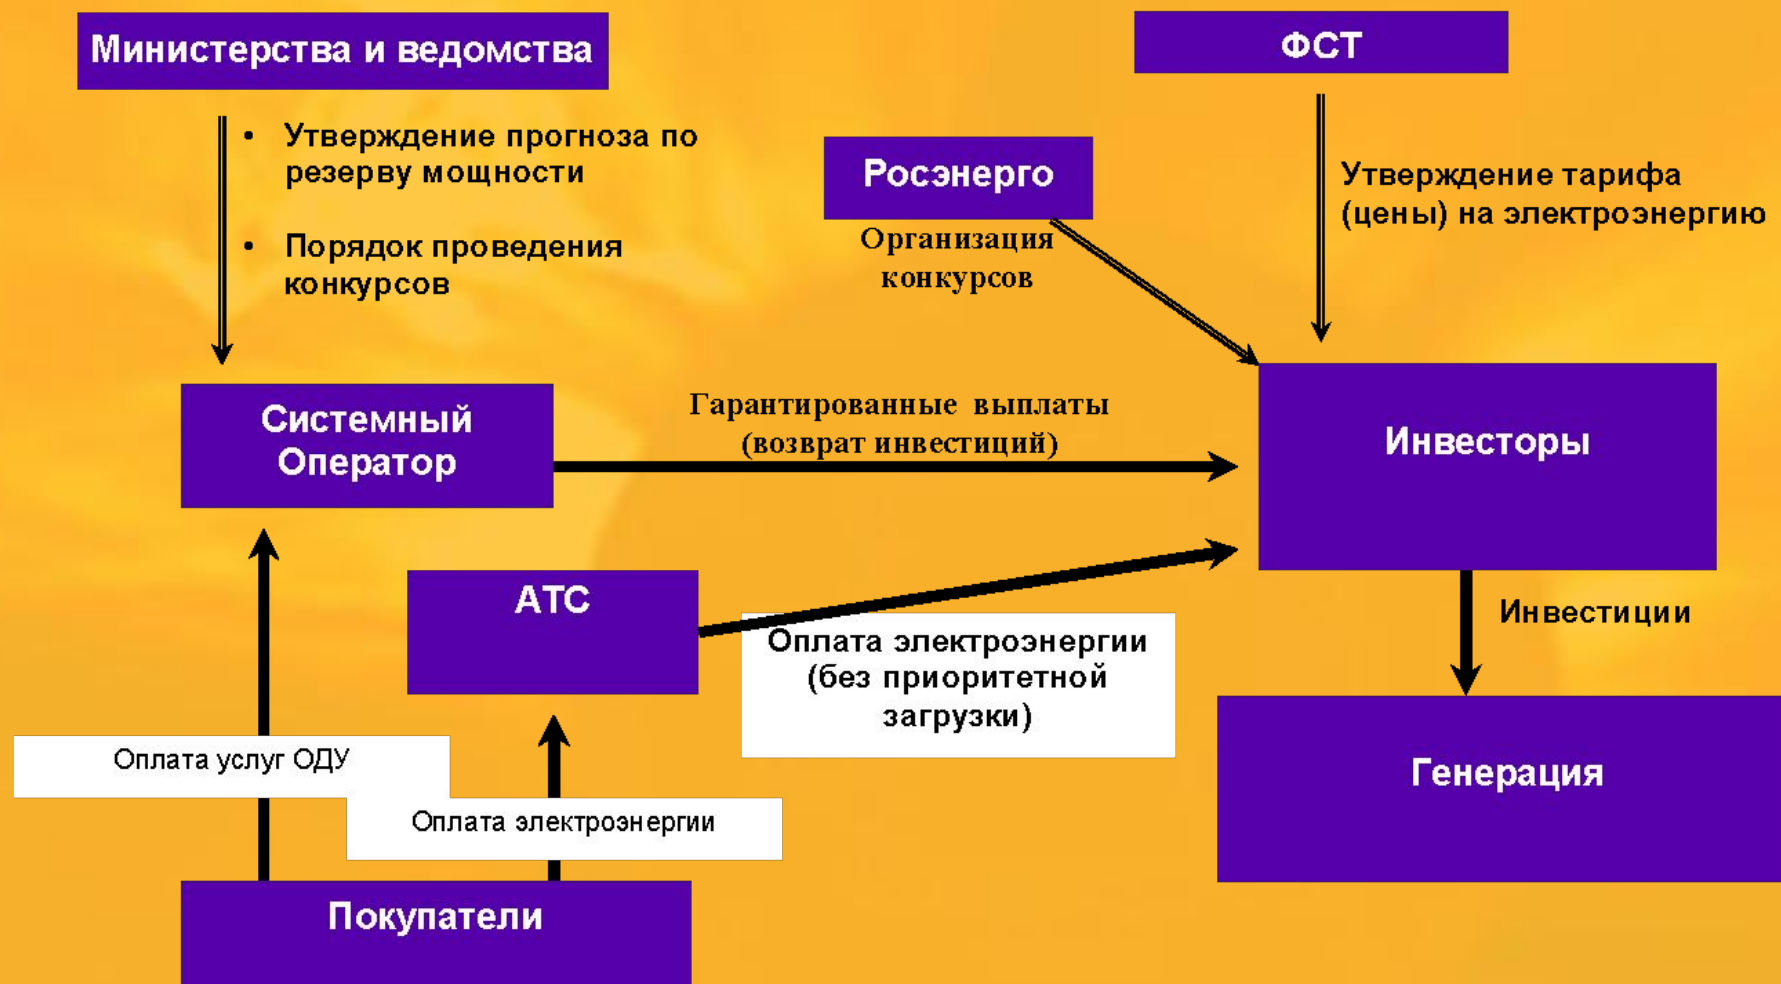 Министерства и ведомства
ФСТ
• Утверждение прогноза по
резерву мощности
• Порядок проведения
конкурсов
Росэнерго
Организация
конкурсов
Утверждение тарифа
(цены) на электроэнергию
Системный
Оператор
Гарантированные выплаты
(возврат инвестиций)
Инвесторы
АТС
Оплата электроэнергии
(без приоритетной
загрузки)
Инвестиции
Оплата услуг ОДУ
Оплата электроэнергии
Генерация
Покупатели